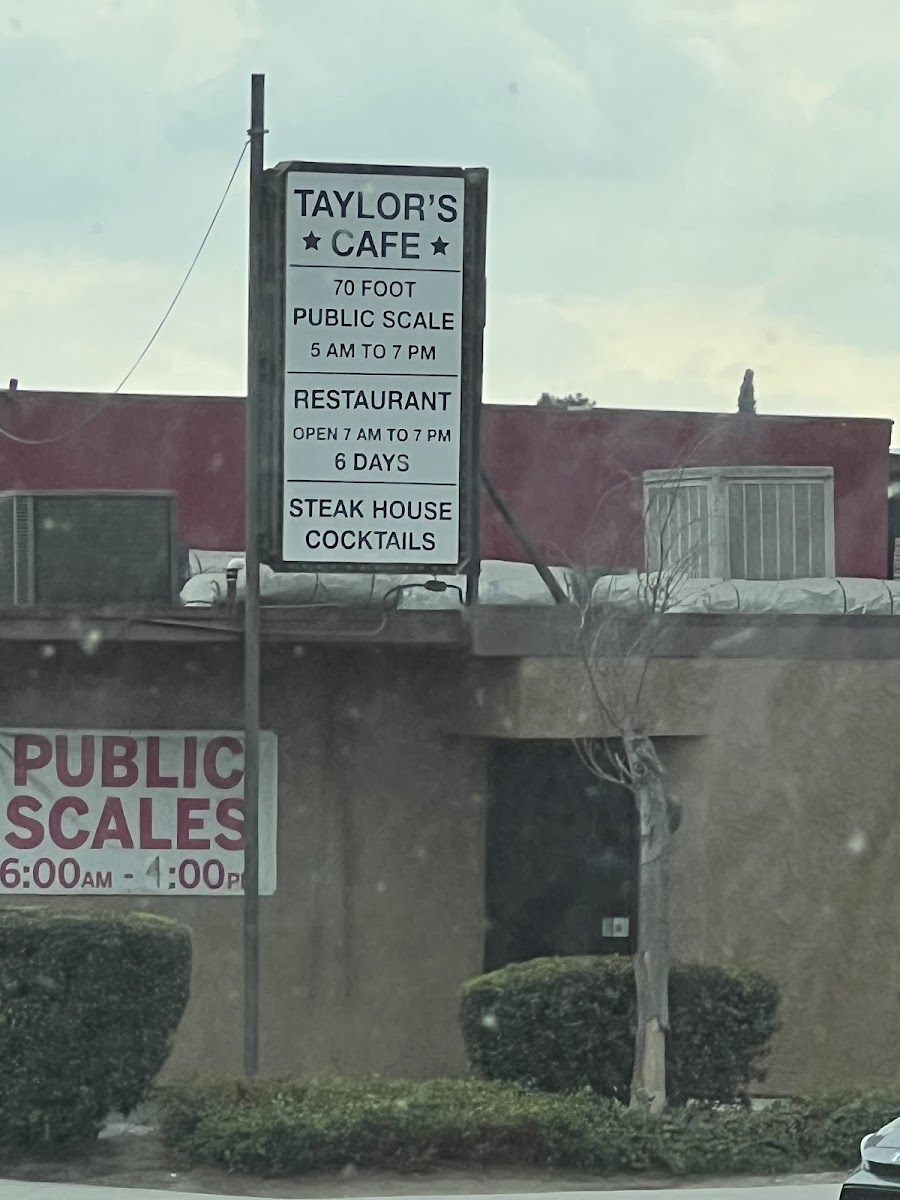 TAYLOR'S
★ CAFE ★
70 FOOT
PUBLIC SCALE
5 AM TO 7 PM
RESTAURANT
OPEN 7 AM TO 7 PM
6 DAYS
STEAK HOUSE
COCKTAILS
PUBLIC
SCALES
6:00AM - 4:00P